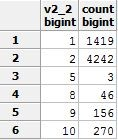 v2_2 count
bigint bigint
1 1 1419
2 2 4242
3 5 3
4 8 46
5 9 156
6 10 270